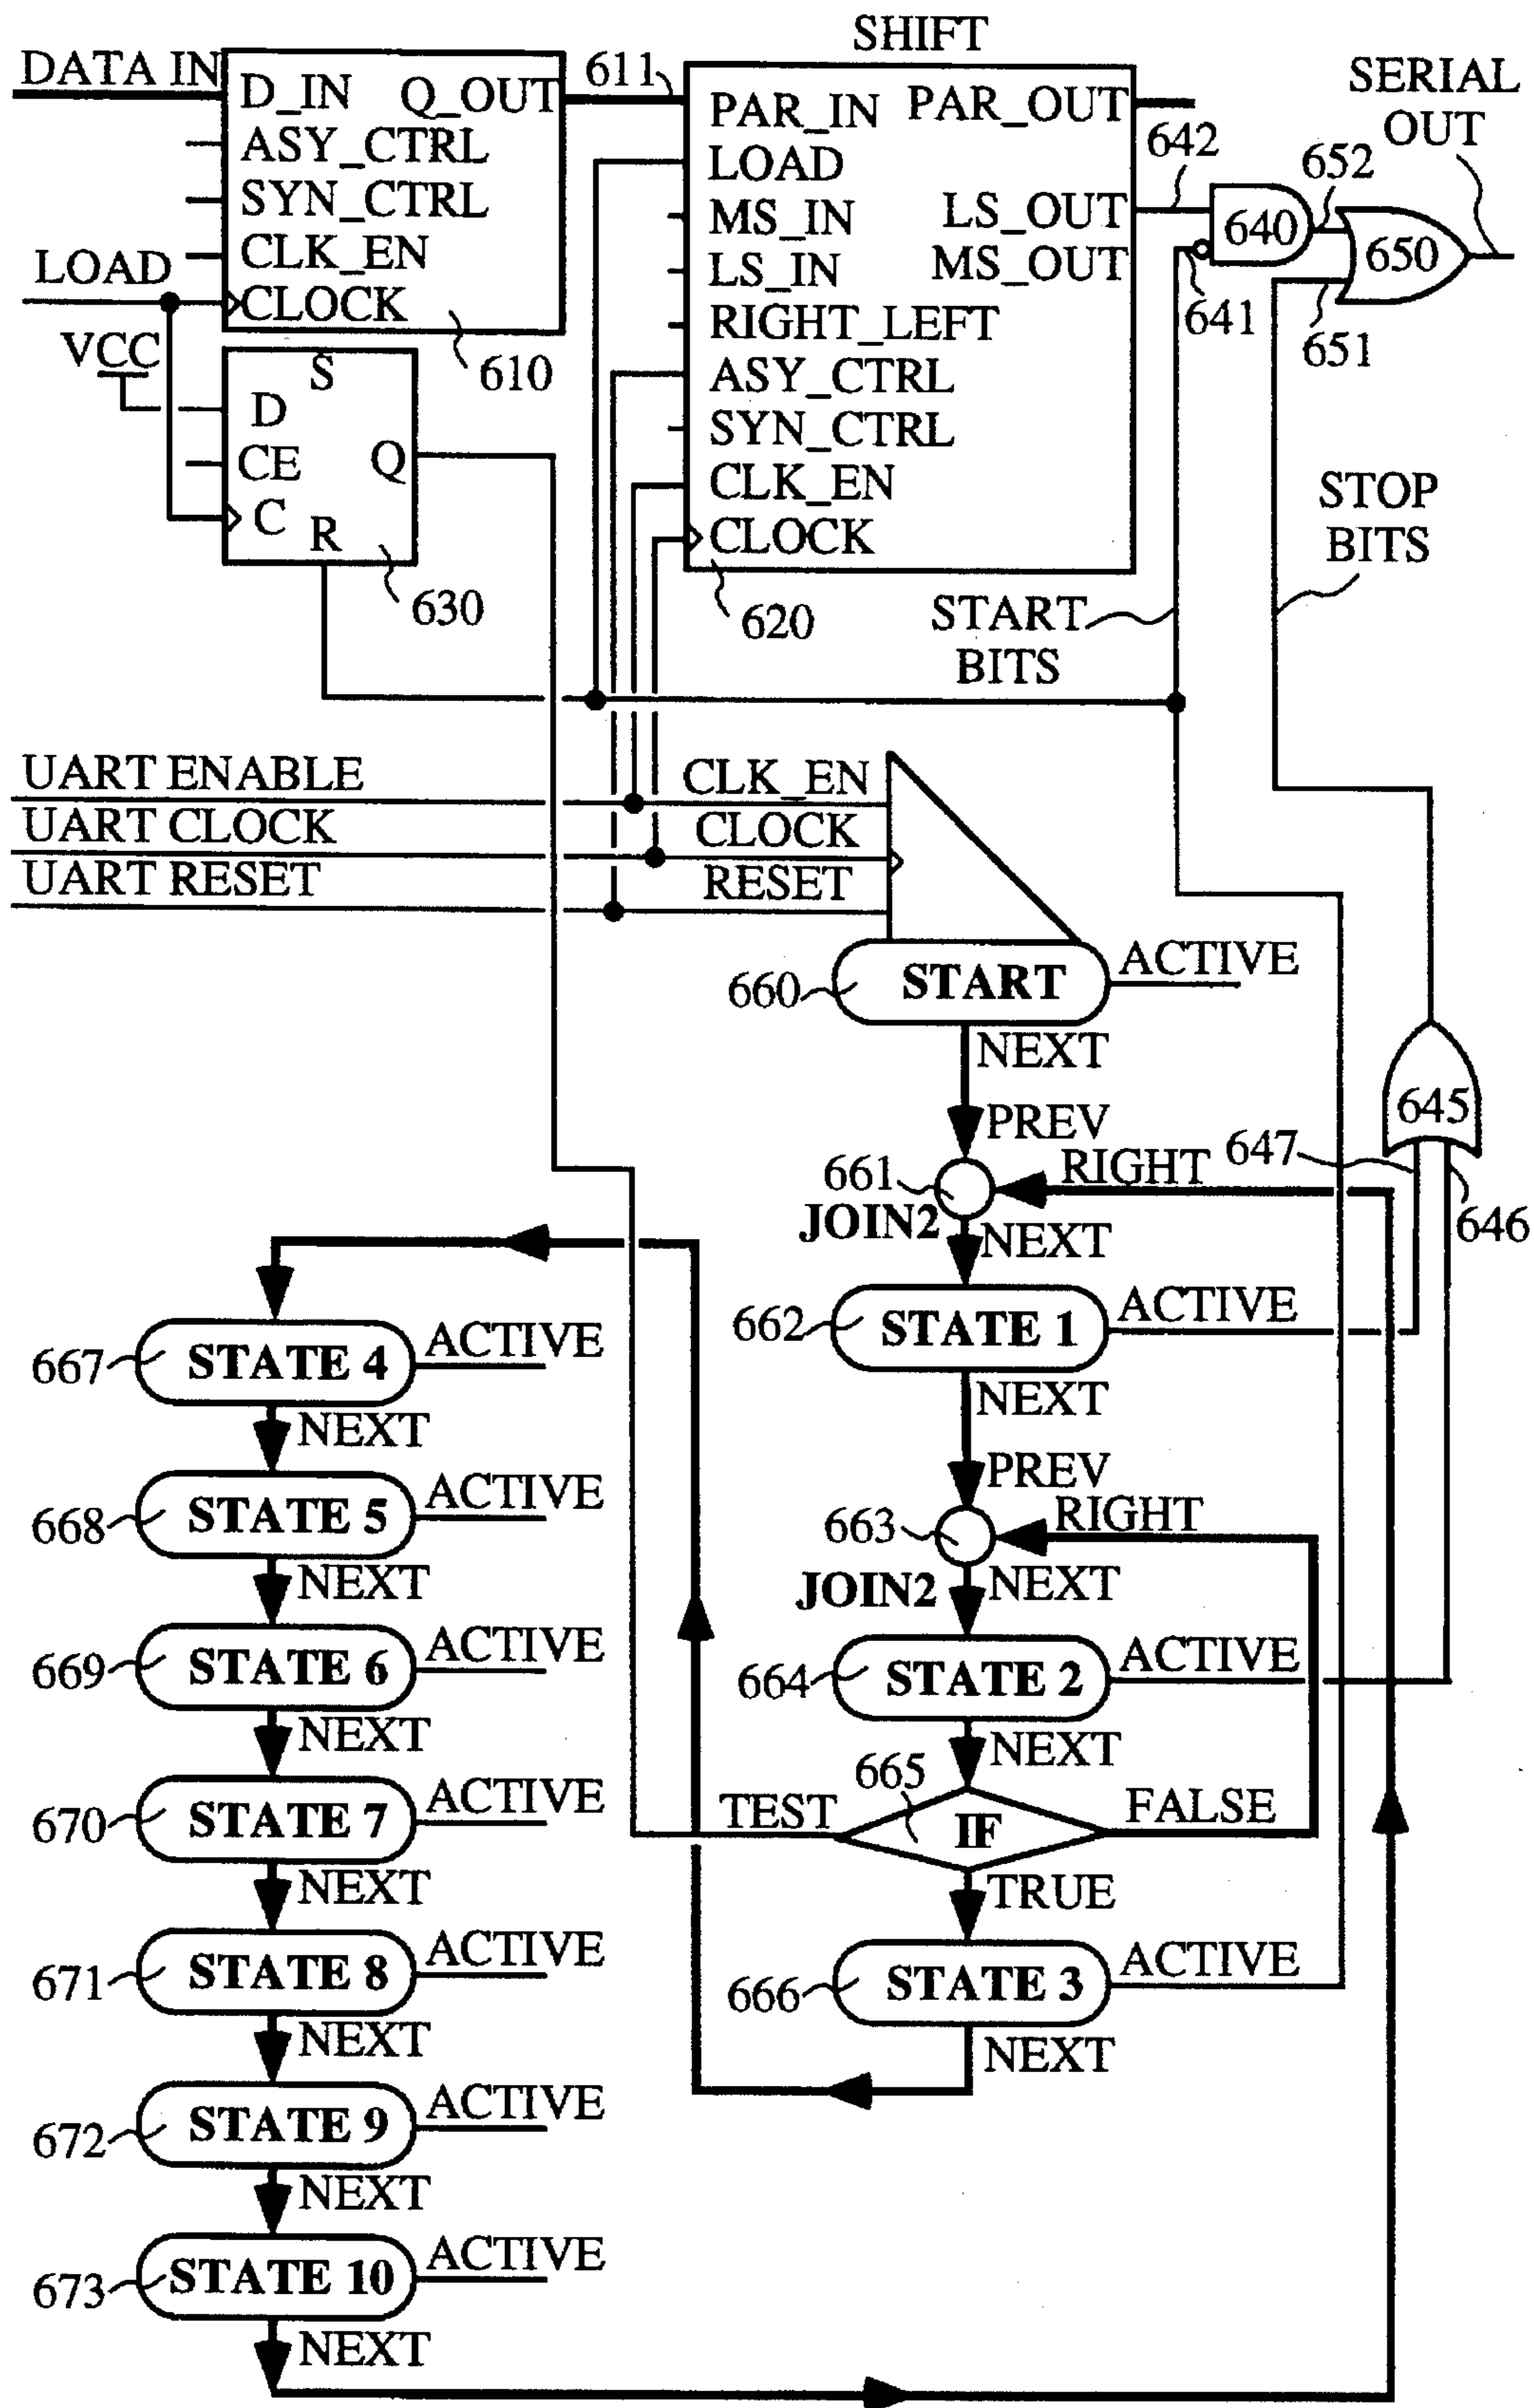 SHIFT
DATA IN
D_IN
Q_OUT
ASY_CTRL
SYN_CTRL
CLK_EN
CLOCK
LOAD
610
611
PAR_IN
PAR_OUT
LOAD
MS_IN
LS_OUT
LS_IN
MS_OUT
RIGHT_LEFT
ASY_CTRL
SYN_CTRL
CLK_EN
CLOCK
620
642
640
641
652
650
651
SERIAL
OUT
VCC
S
D
CE
Q
C
R
630
START
BITS
STOP
BITS
UART ENABLE
CLK_EN
UART CLOCK
CLOCK
UART RESET
RESET
660
START
ACTIVE
NEXT
PREV
645
647
646
661
RIGHT
JOIN2
NEXT
662
STATE 1
ACTIVE
NEXT
PREV
663
RIGHT
JOIN2
NEXT
664
STATE 2
ACTIVE
NEXT
665
TEST
IF
FALSE
TRUE
666
STATE 3
ACTIVE
NEXT
667
STATE 4
ACTIVE
NEXT
668
STATE 5
ACTIVE
NEXT
669
STATE 6
ACTIVE
NEXT
670
STATE 7
ACTIVE
NEXT
671
STATE 8
ACTIVE
NEXT
672
STATE 9
ACTIVE
NEXT
673
STATE 10
ACTIVE
NEXT